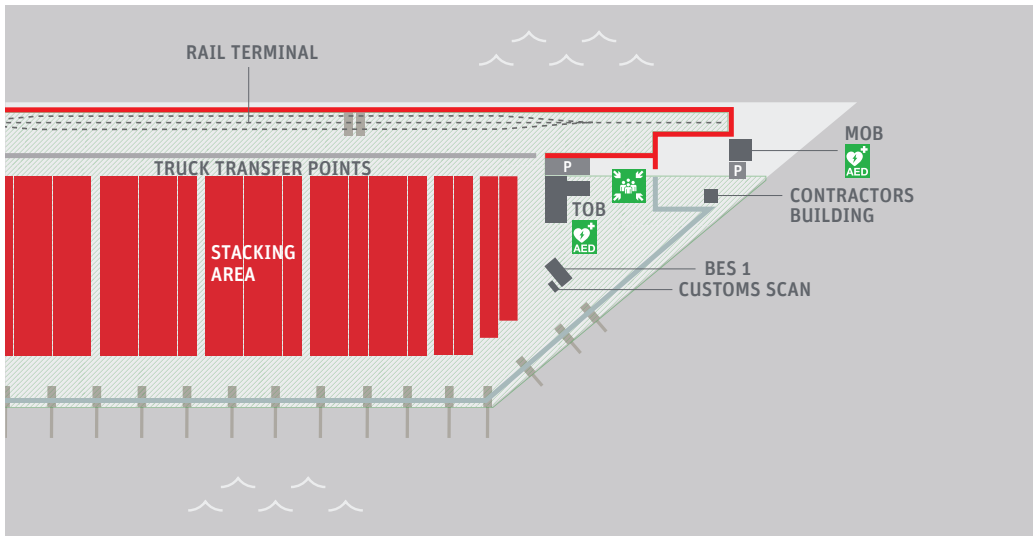 RAIL TERMINAL
MOB
AED
P
P
TRUCK TRANSFER POINTS
CONTRACTORS
BUILDING
TOB
AED
STACKING
AREA
BES 1
CUSTOMS SCAN